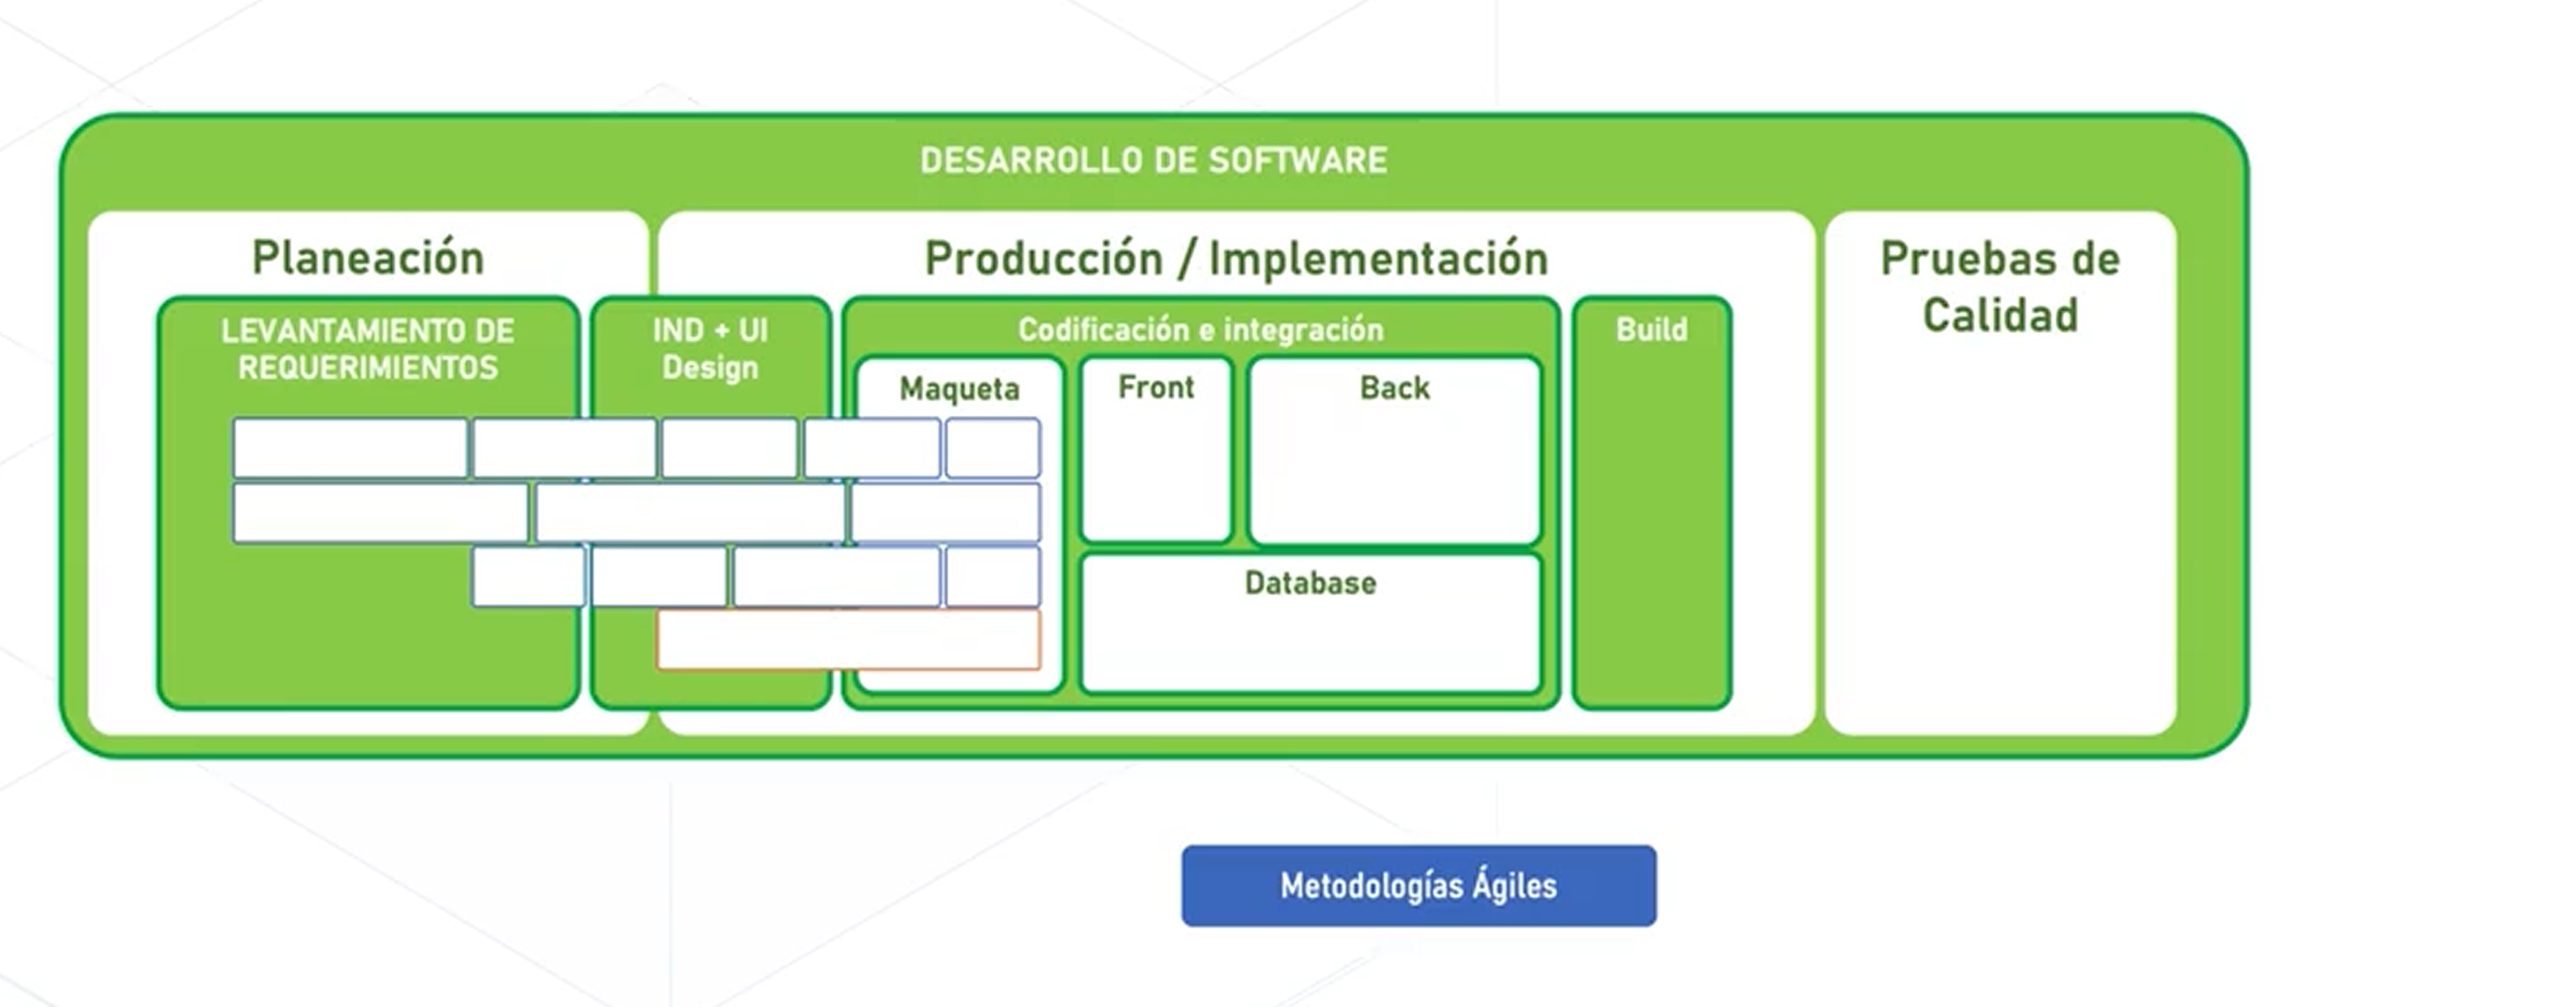 DESARROLLO DE SOFTWARE
Planeación
Producción / Implementación
Pruebas de
Calidad
LEVANTAMIENTO DE
REQUERIMIENTOS
IND + UI
Design
Codificación e integración
Build
Maqueta
Front
Back
Database
Metodologías Ágiles